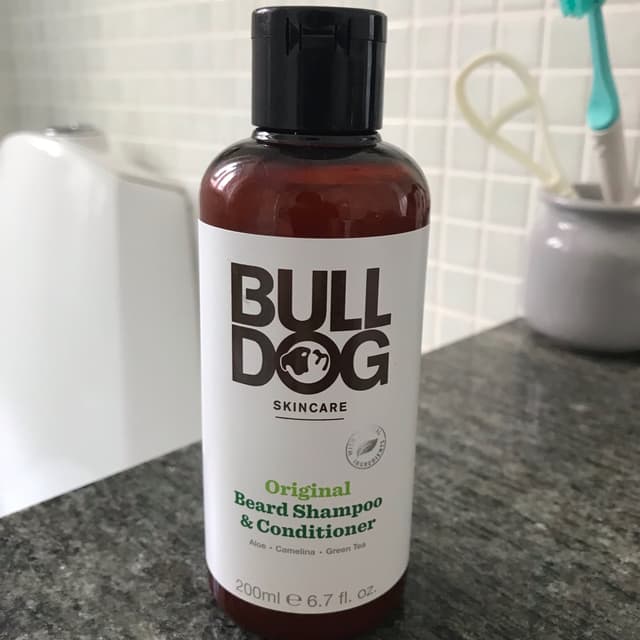 BULL
DOG
SKINCARE
Original
Beard Shampoo
& Conditioner
Aloe • Camelina • Green Tea
200ml ℮ 6.7 fl. oz.